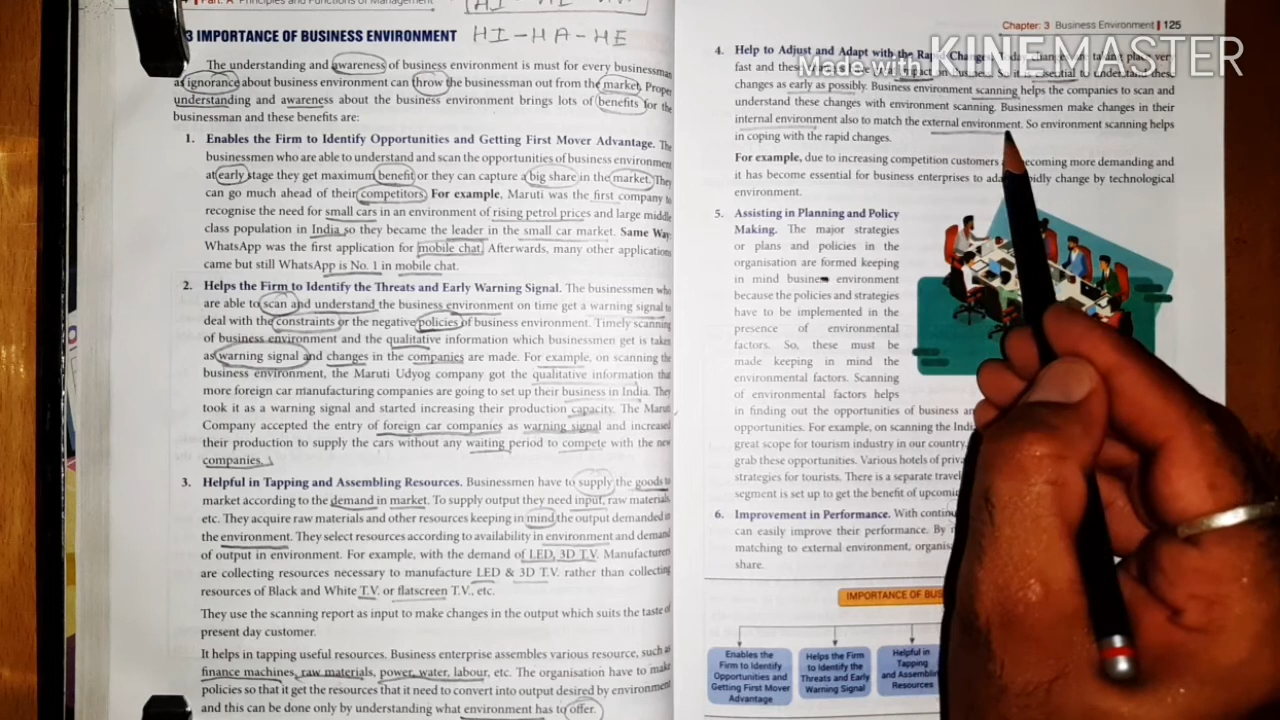 Part: A Principles and Functions of Management
3 IMPORTANCE OF BUSINESS ENVIRONMENT HI-HA-HE
The understanding and awareness of business environment is must for every businessman
as ignorance about business environment can throw the businessman out from the market. Proper
understanding and awareness about the business environment brings lots of benefits for the
businessman and these benefits are:
1. Enables the Firm to Identify Opportunities and Getting First Mover Advantage. The
businessmen who are able to understand and scan the opportunities of business environment
at early stage they get maximum benefit or they can capture a big share in the market. They
can go much ahead of their competitors. For example, Maruti was the first company to
recognise the need for small cars in an environment of rising petrol prices and large middle
class population in India so they became the leader in the small car market. Same Way
WhatsApp was the first application for mobile chat. Afterwards, many other applications
came but still WhatsApp is No. 1 in mobile chat.
2. Helps the Firm to Identify the Threats and Early Warning Signal. The businessmen who
are able to scan and understand the business environment on time get a warning signal to
deal with the constraints or the negative policies of business environment. Timely scanning
of business environment and the qualitative information which businessmen get is taken
as warning signal and changes in the companies are made. For example, on scanning the
business environment, the Maruti Udyog company got the qualitative information that
more foreign car manufacturing companies are going to set up their business in India. They
took it as a warning signal and started increasing their production capacity. The Maruti
Company accepted the entry of foreign car companies as warning signal and increased
their production to supply the cars without any waiting period to compete with the new
companies.
3. Helpful in Tapping and Assembling Resources. Businessmen have to supply the goods to
market according to the demand in market. To supply output they need input, raw materials
etc. They acquire raw materials and other resources keeping in mind the output demanded in
the environment. They select resources according to availability in environment and demand
of output in environment. For example, with the demand of LED, 3D T.V. Manufacturers
are collecting resources necessary to manufacture LED & 3D T.V. rather than collecting
resources of Black and White T.V. or flatscreen T.V., etc.
They use the scanning report as input to make changes in the output which suits the taste of
present day customer.
It helps in tapping useful resources. Business enterprise assembles various resource, such as
finance machines, raw materials, power, water, labour, etc. The organisation have to make
policies so that it get the resources that it need to convert into output desired by environment
and this can be done only by understanding what environment has to offer.
Chapter: 3 Business Environment 125
Made with KINEMASTER
4. Help to Adjust and Adapt with the Rapid Changes.
fast and these impact on business. So it is essential to understand these
changes as early as possibly. Business environment scanning helps the companies to scan and
understand these changes with environment scanning. Businessmen make changes in their
internal environment also to match the external environment. So environment scanning helps
in coping with the rapid changes.
For example, due to increasing competition customers becoming more demanding and
it has become essential for business enterprises to change by technological
environment.
5. Assisting in Planning and Policy
Making. The major strategies
or plans and policies in the
organisation are formed keeping
in mind business environment
because the policies and strategies
have to be implemented in the
presence of environmental
factors. So, these must be
made keeping in mind the
environmental factors. Scanning
of environmental factors helps
in finding out the opportunities of business
opportunities. For example, on scanning the
great scope for tourism industry in our country.
grab these opportunities. Various hotels of
strategies for tourists. There is a separate
segment is set up to get the benefit of
6. Improvement in Performance. With
can easily improve their performance. By
matching to external environment,
share.
IMPORTANCE OF
Enables the
Firm to Identify
Opportunities and
Getting First Mover
Advantage
Helps the Firm
to Identify the
Threats and Early
Warning Signal
Helpful in
Tapping
and Assembling
Resources